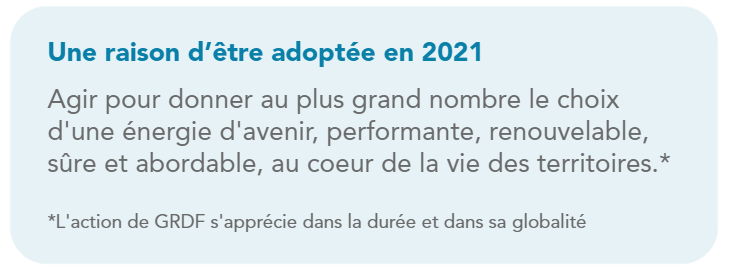 Une raison d’être adoptée en 2021
Agir pour donner au plus grand nombre le choix
d'une énergie d'avenir, performante, renouvelable,
sûre et abordable, au coeur de la vie des territoires.*
*L'action de GRDF s'apprécie dans la durée et dans sa globalité